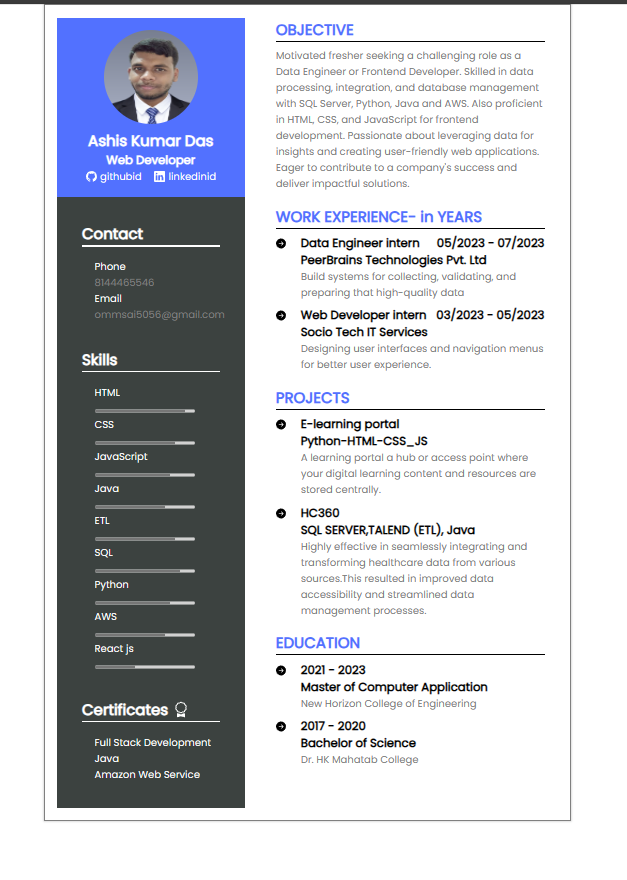 Ashis Kumar Das
Web Developer
githubid linkedinid
Contact
Phone
8144465546
Email
ommsai5056@gmail.com
Skills
HTML
CSS
JavaScript
Java
ETL
SQL
Python
AWS
React js
Certificates
Full Stack Development
Java
Amazon Web Service
OBJECTIVE
Motivated fresher seeking a challenging role as a
Data Engineer or Frontend Developer. Skilled in data
processing, integration, and database management
with SQL Server, Python, Java and AWS. Also proficient
in HTML, CSS, and JavaScript for frontend
development. Passionate about leveraging data for
insights and creating user-friendly web applications.
Eager to contribute to a company's success and
deliver impactful solutions.
WORK EXPERIENCE- in YEARS
Data Engineer intern 05/2023 - 07/2023
PeerBrains Technologies Pvt. Ltd
Build systems for collecting, validating, and
preparing that high-quality data
Web Developer intern 03/2023 - 05/2023
Socio Tech IT Services
Designing user interfaces and navigation menus
for better user experience.
PROJECTS
E-learning portal
Python-HTML-CSS_JS
A learning portal a hub or access point where
your digital learning content and resources are
stored centrally.
HC360
SQL SERVER,TALEND (ETL), Java
Highly effective in seamlessly integrating and
transforming healthcare data from various
sources.This resulted in improved data
accessibility and streamlined data
management processes.
EDUCATION
2021 - 2023
Master of Computer Application
New Horizon College of Engineering
2017 - 2020
Bachelor of Science
Dr. HK Mahatab College